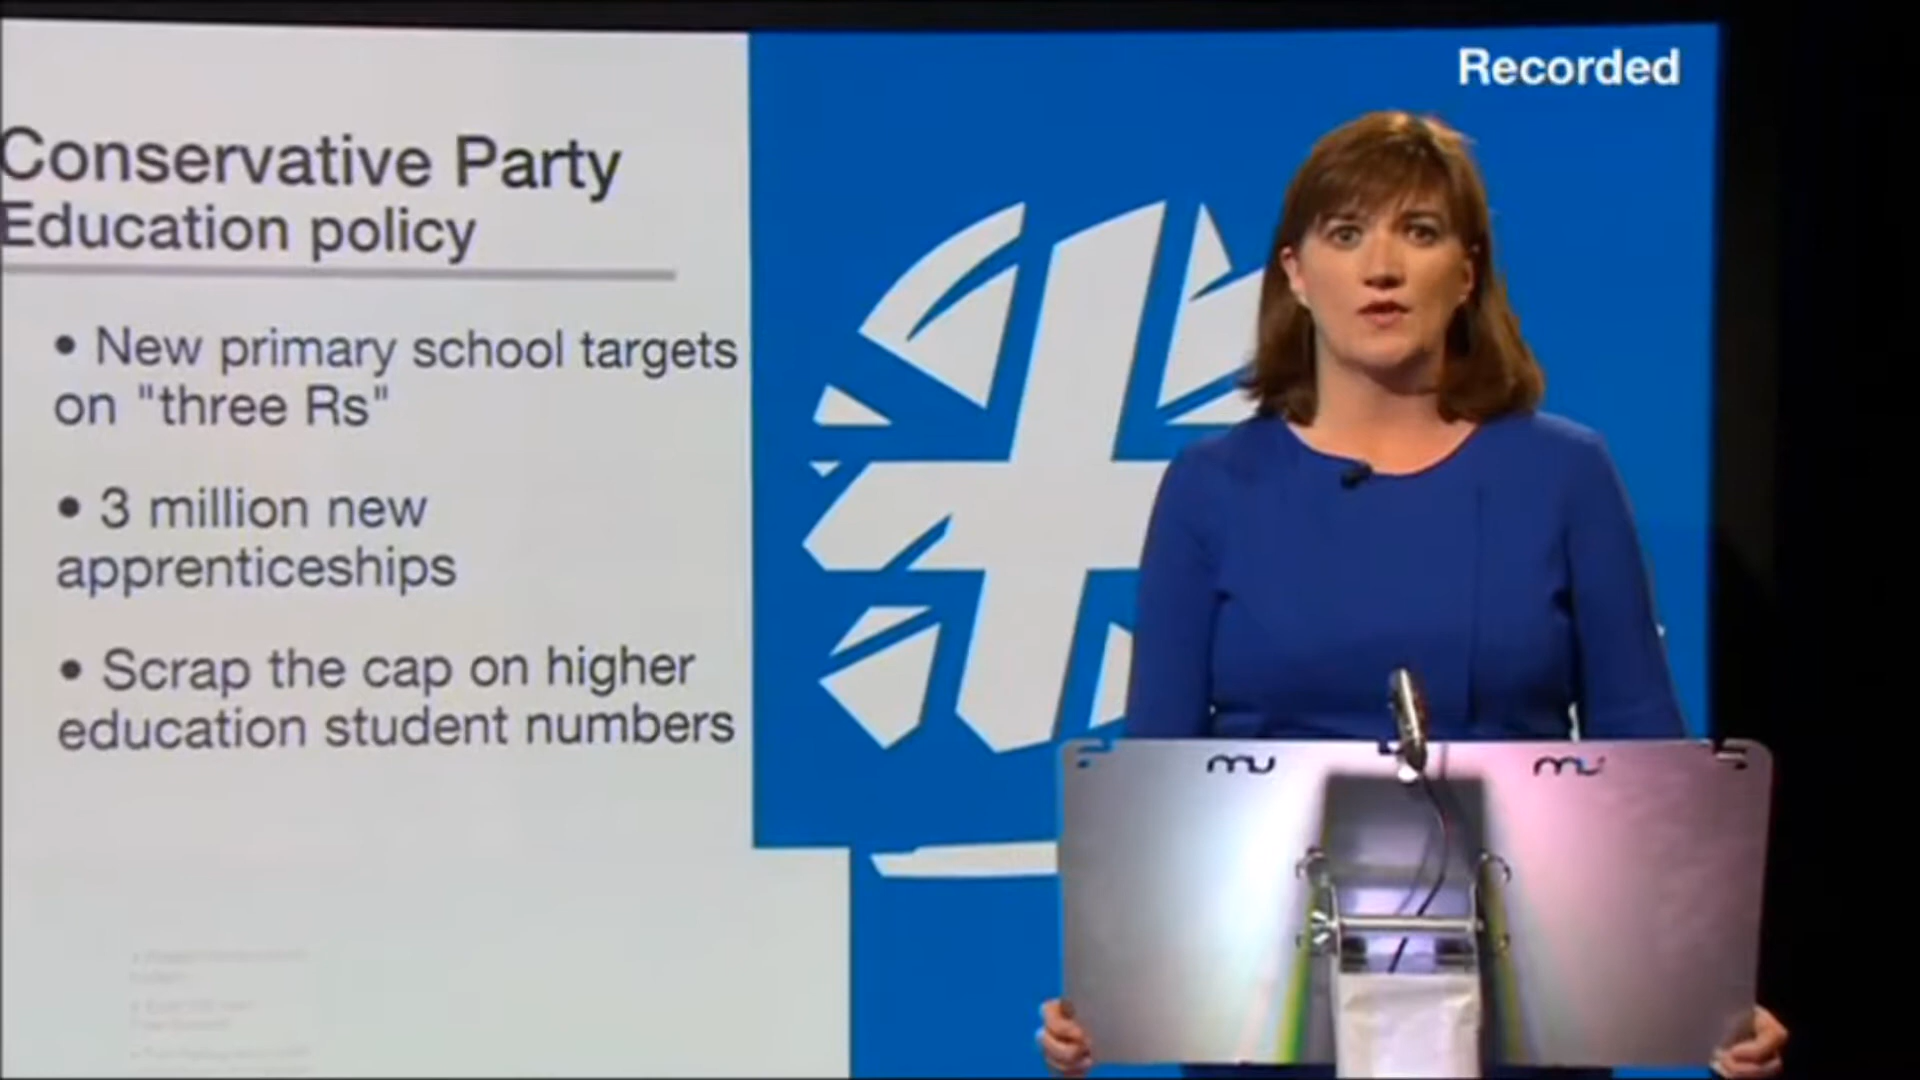 Recorded
Conservative Party
Education policy
• New primary school targets
on "three Rs"
• 3 million new
apprenticeships
• Scrap the cap on higher
education student numbers